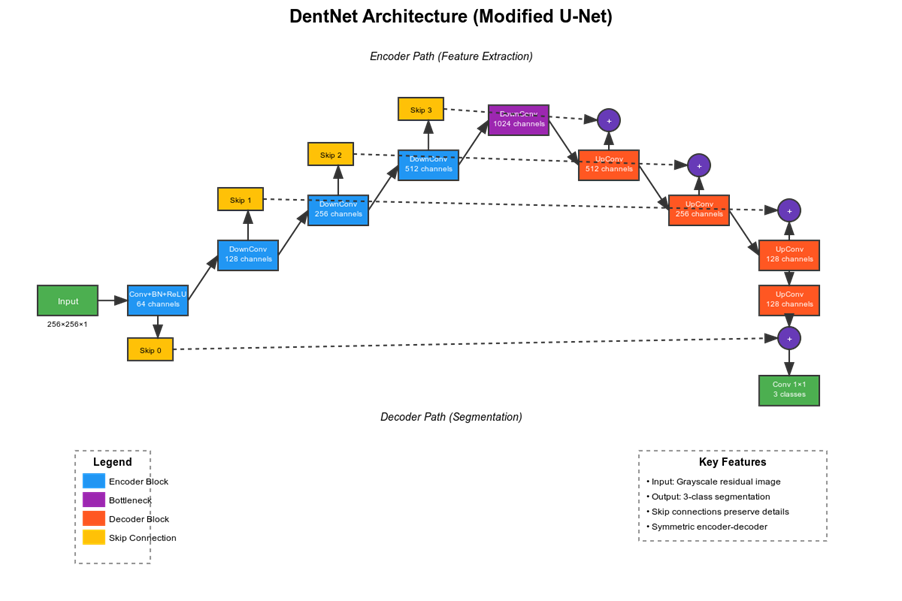 DentNet Architecture (Modified U-Net)
Encoder Path (Feature Extraction)
Skip 3
DownConv
1024 channels
+
Skip 2
DownConv
512 channels
UpConv
512 channels
+
Skip 1
DownConv
256 channels
UpConv
256 channels
+
DownConv
128 channels
UpConv
128 channels
Input
256×256×1
Conv+BN+ReLU
64 channels
UpConv
128 channels
Skip 0
+
Conv 1×1
3 classes
Decoder Path (Segmentation)
Legend
Encoder Block
Bottleneck
Decoder Block
Skip Connection
Key Features
• Input: Grayscale residual image
• Output: 3-class segmentation
• Skip connections preserve details
• Symmetric encoder-decoder